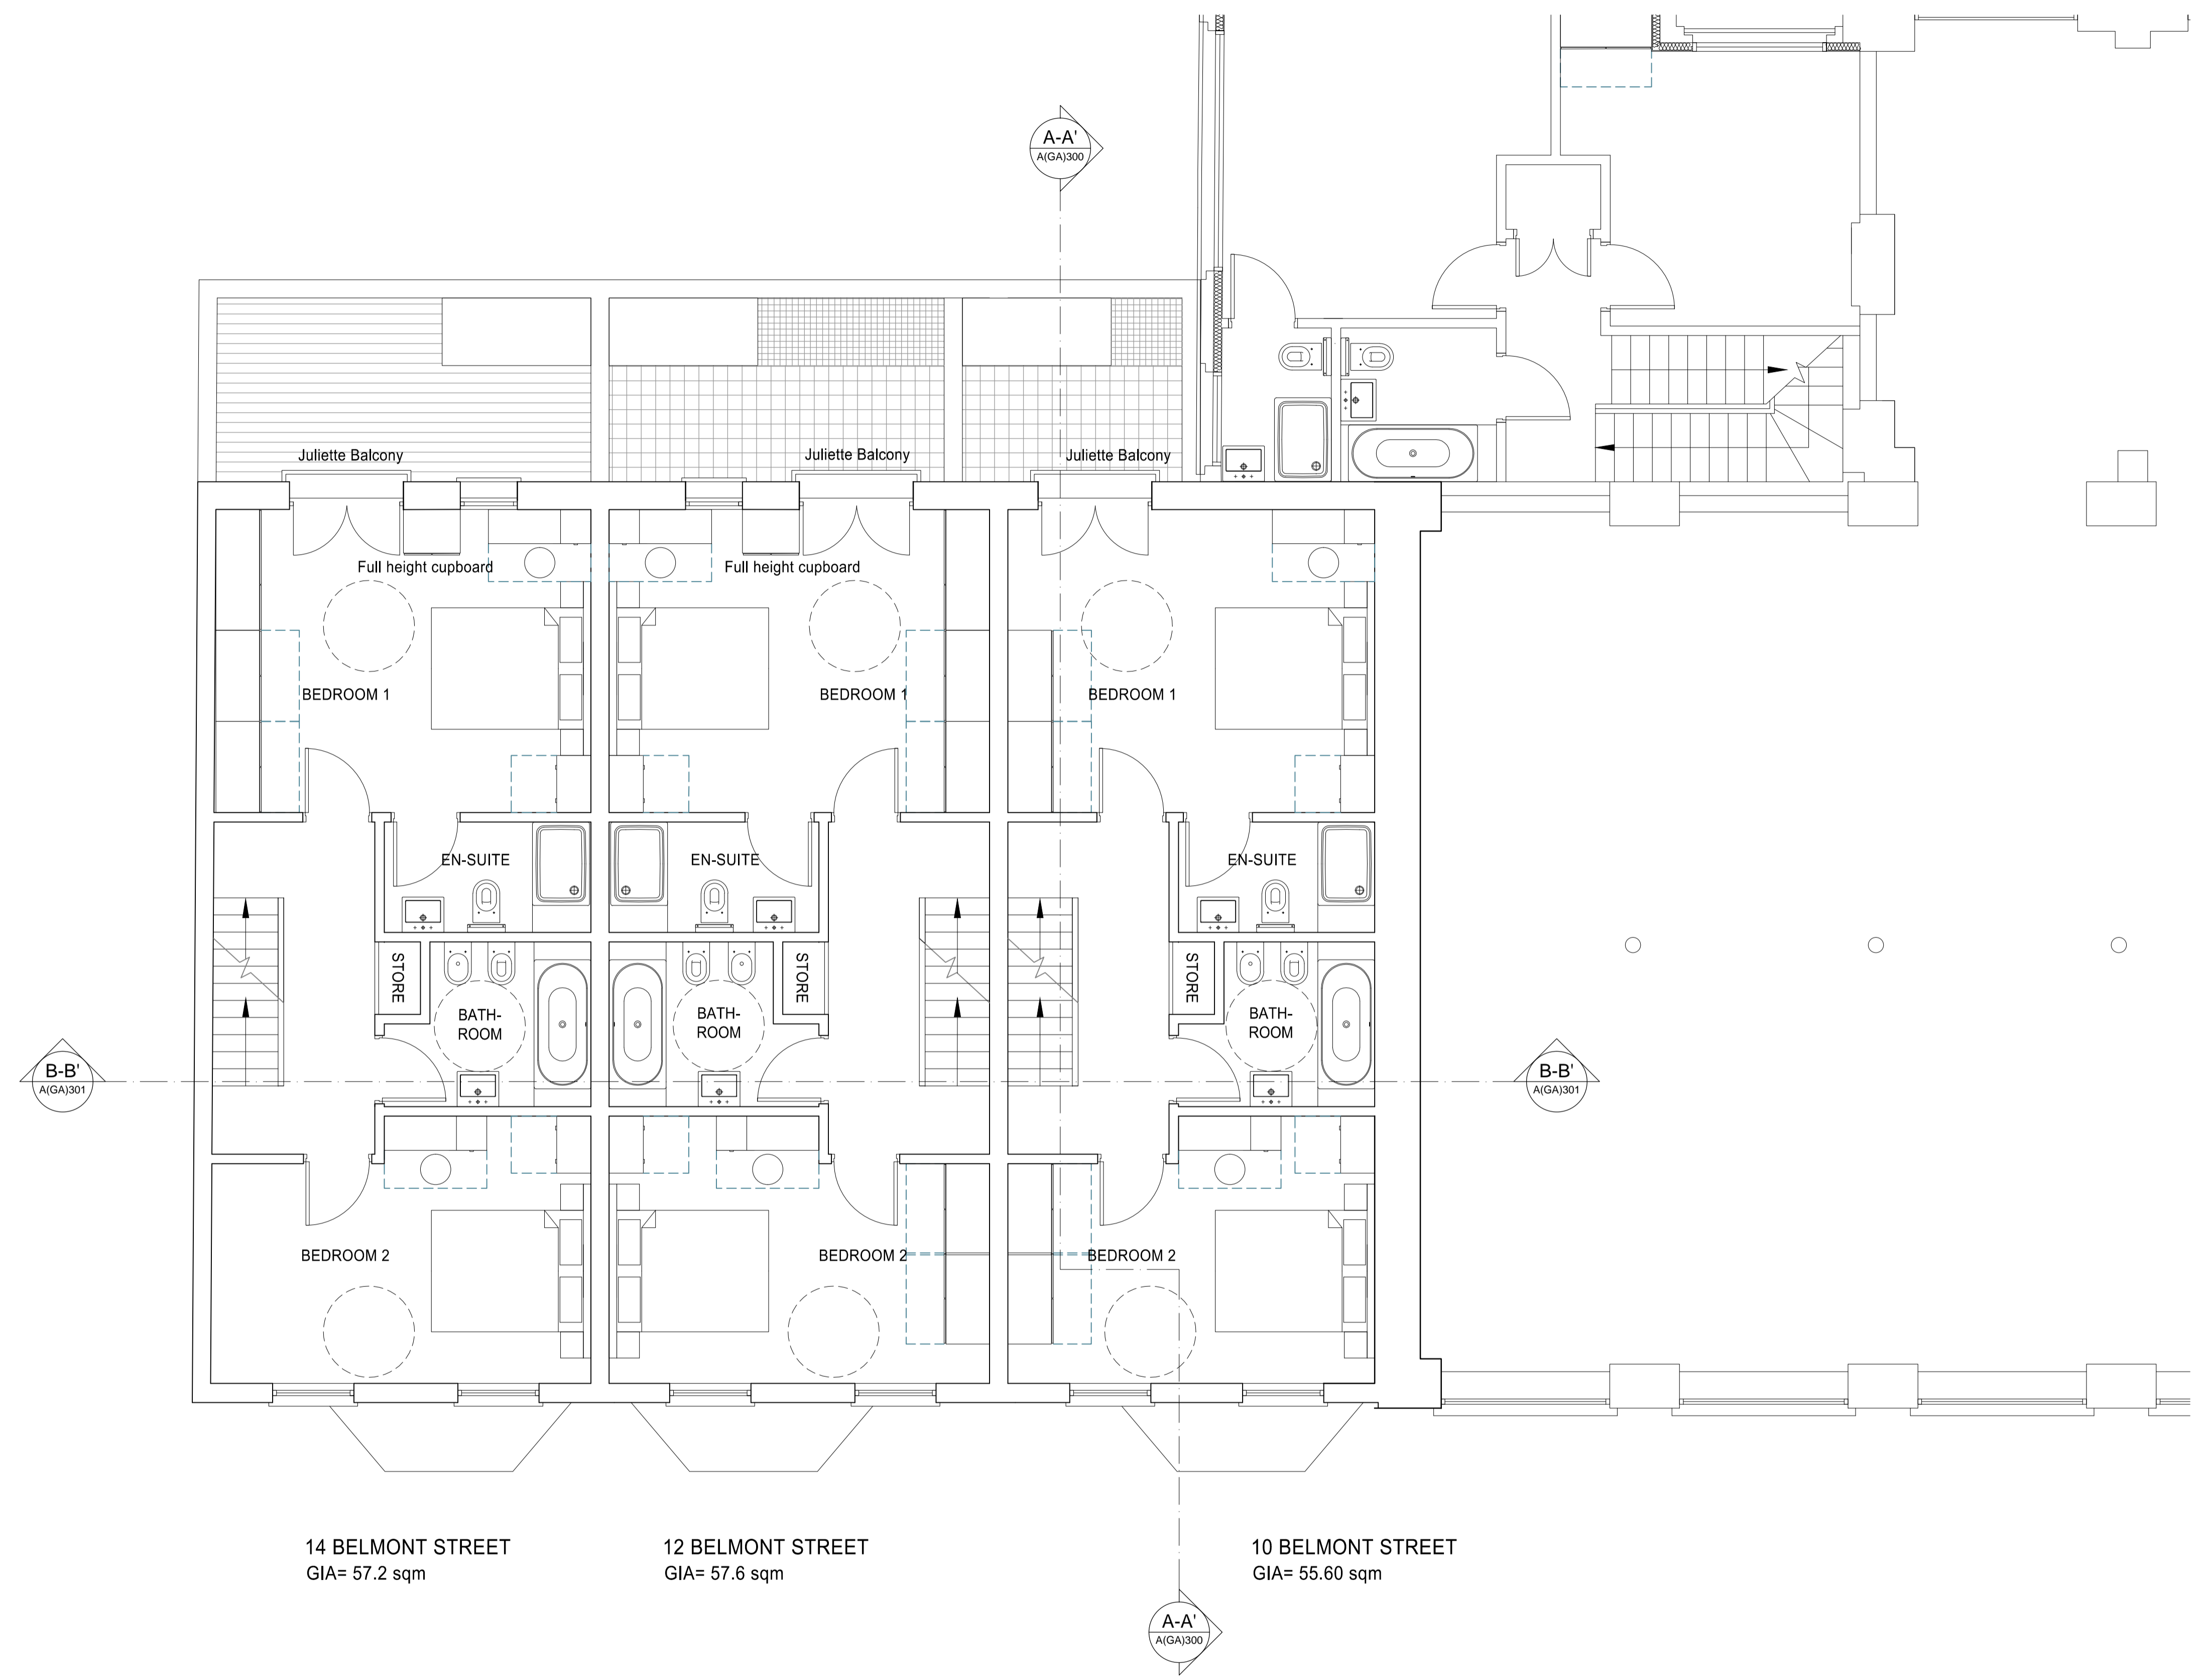 A-A'
A(GA)300
Juliette Balcony
Juliette Balcony
Juliette Balcony
Full height cupboard
Full height cupboard
BEDROOM 1
BEDROOM 1
BEDROOM 1
EN-SUITE
EN-SUITE
EN-SUITE
STORE
STORE
STORE
BATH-
ROOM
BATH-
ROOM
BATH-
ROOM
B-B'
A(GA)301
B-B'
A(GA)301
BEDROOM 2
BEDROOM 2
BEDROOM 2
14 BELMONT STREET
GIA= 57.2 sqm
12 BELMONT STREET
GIA= 57.6 sqm
10 BELMONT STREET
GIA= 55.60 sqm
A-A'
A(GA)300